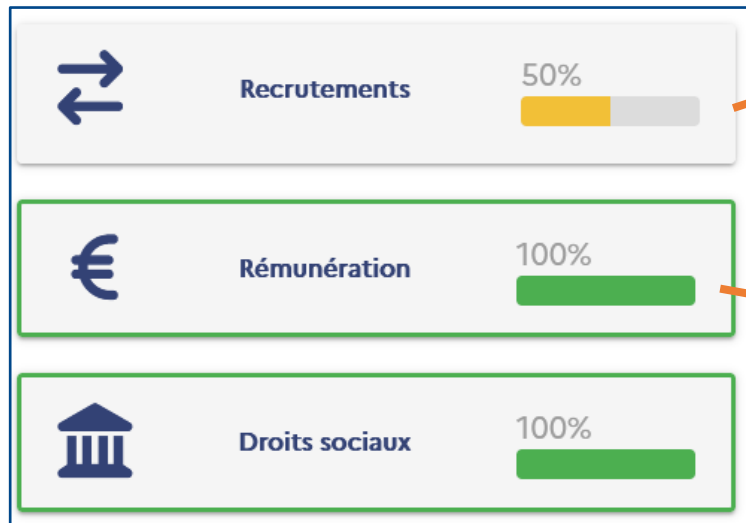 50%
Recrutements
100%
Rémunération
100%
Droits sociaux